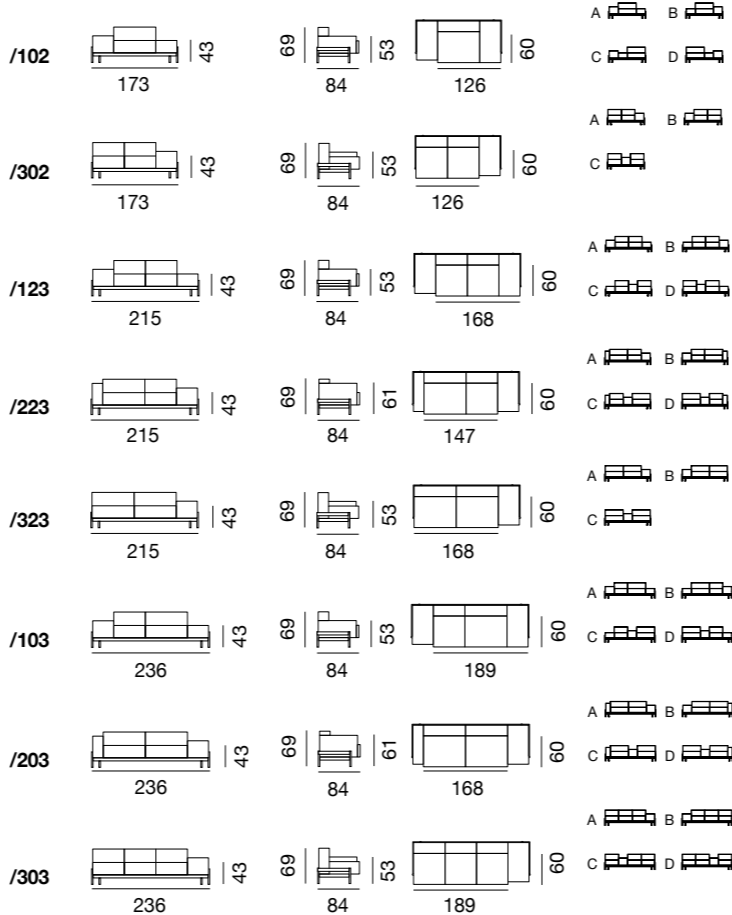 A B
/102 43 69 53 60 C D
173 84 126
A B
/302 43 69 53 60 C
173 84 126
A B
/123 43 69 53 60 C D
215 84 168
A B
/223 43 69 61 60 C D
215 84 147
A B
/323 43 69 53 60 C
215 84 168
A B
/103 43 69 53 60 C D
236 84 189
A B
/203 43 69 61 60 C D
236 84 168
A B
/303 43 69 53 60 C D
236 84 189